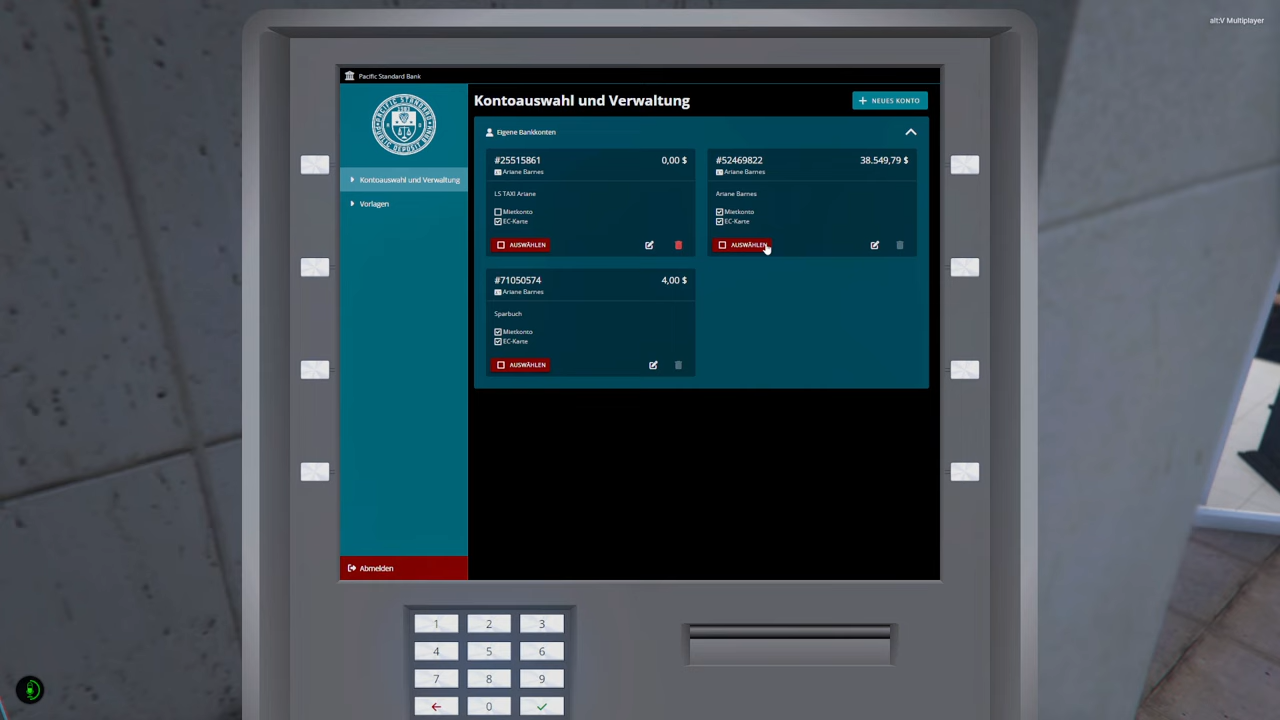 alt:V Multiplayer
Pacific Standard Bank
Kontoauswahl und Verwaltung
Vorlagen
Abmelden
Kontoauswahl und Verwaltung
+ NEUES KONTO
Eigene Bankkonten
#25515861 0,00 $
Ariane Barnes
LS TAXI Ariane
Mietkonto
EC-Karte
AUSWÄHLEN
#52469822 38.549,79 $
Ariane Barnes
Ariane Barnes
Mietkonto
EC-Karte
AUSWÄHLEN
#71050574 4,00 $
Ariane Barnes
Sparbuch
Mietkonto
EC-Karte
AUSWÄHLEN
1 2 3
4 5 6
7 8 9
0